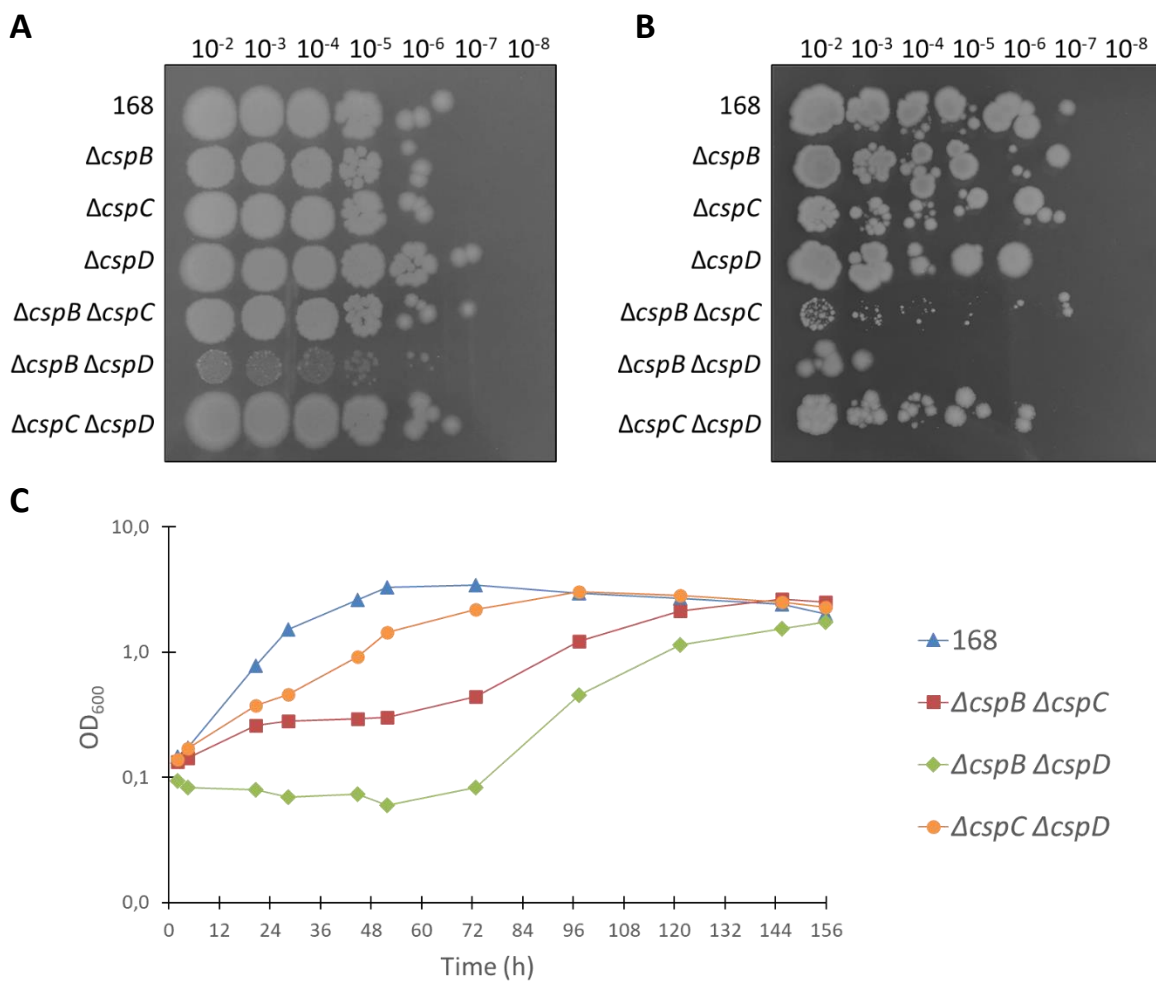 A
10⁻² 10⁻³ 10⁻⁴ 10⁻⁵ 10⁻⁶ 10⁻⁷ 10⁻⁸
168
ΔcspB
ΔcspC
ΔcspD
ΔcspB ΔcspC
ΔcspB ΔcspD
ΔcspC ΔcspD
B
10⁻² 10⁻³ 10⁻⁴ 10⁻⁵ 10⁻⁶ 10⁻⁷ 10⁻⁸
168
ΔcspB
ΔcspC
ΔcspD
ΔcspB ΔcspC
ΔcspB ΔcspD
ΔcspC ΔcspD
C
10,0
1,0
0,1
0,0
OD₆₀₀
0 12 24 36 48 60 72 84 96 108 120 132 144 156
Time (h)
168
ΔcspB ΔcspC
ΔcspB ΔcspD
ΔcspC ΔcspD